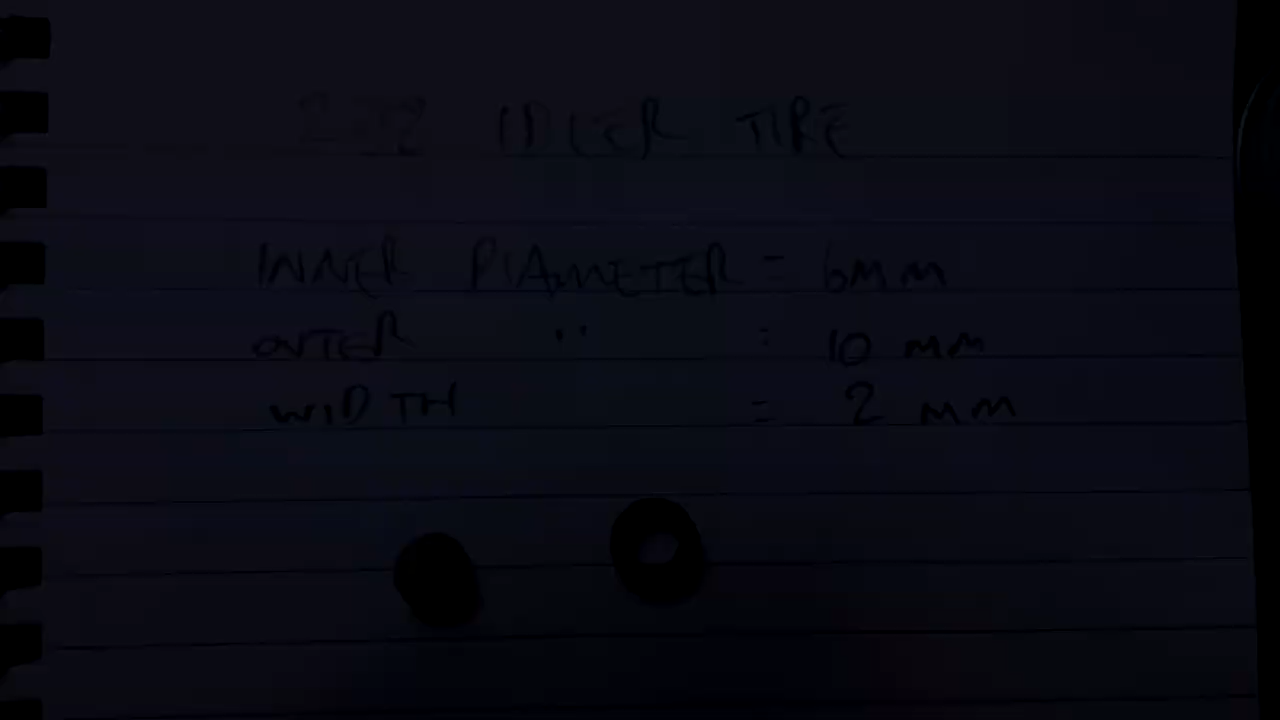 IDLER TIRE
INNER DIAMETER = 6MM
OUTER " = 10 MM
WIDTH = 2 MM